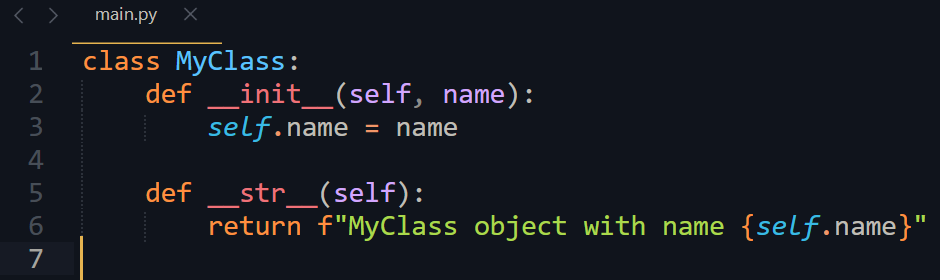 main.py
1 class MyClass:
2     def __init__(self, name):
3         self.name = name
4
5     def __str__(self):
6         return f"MyClass object with name {self.name}"
7